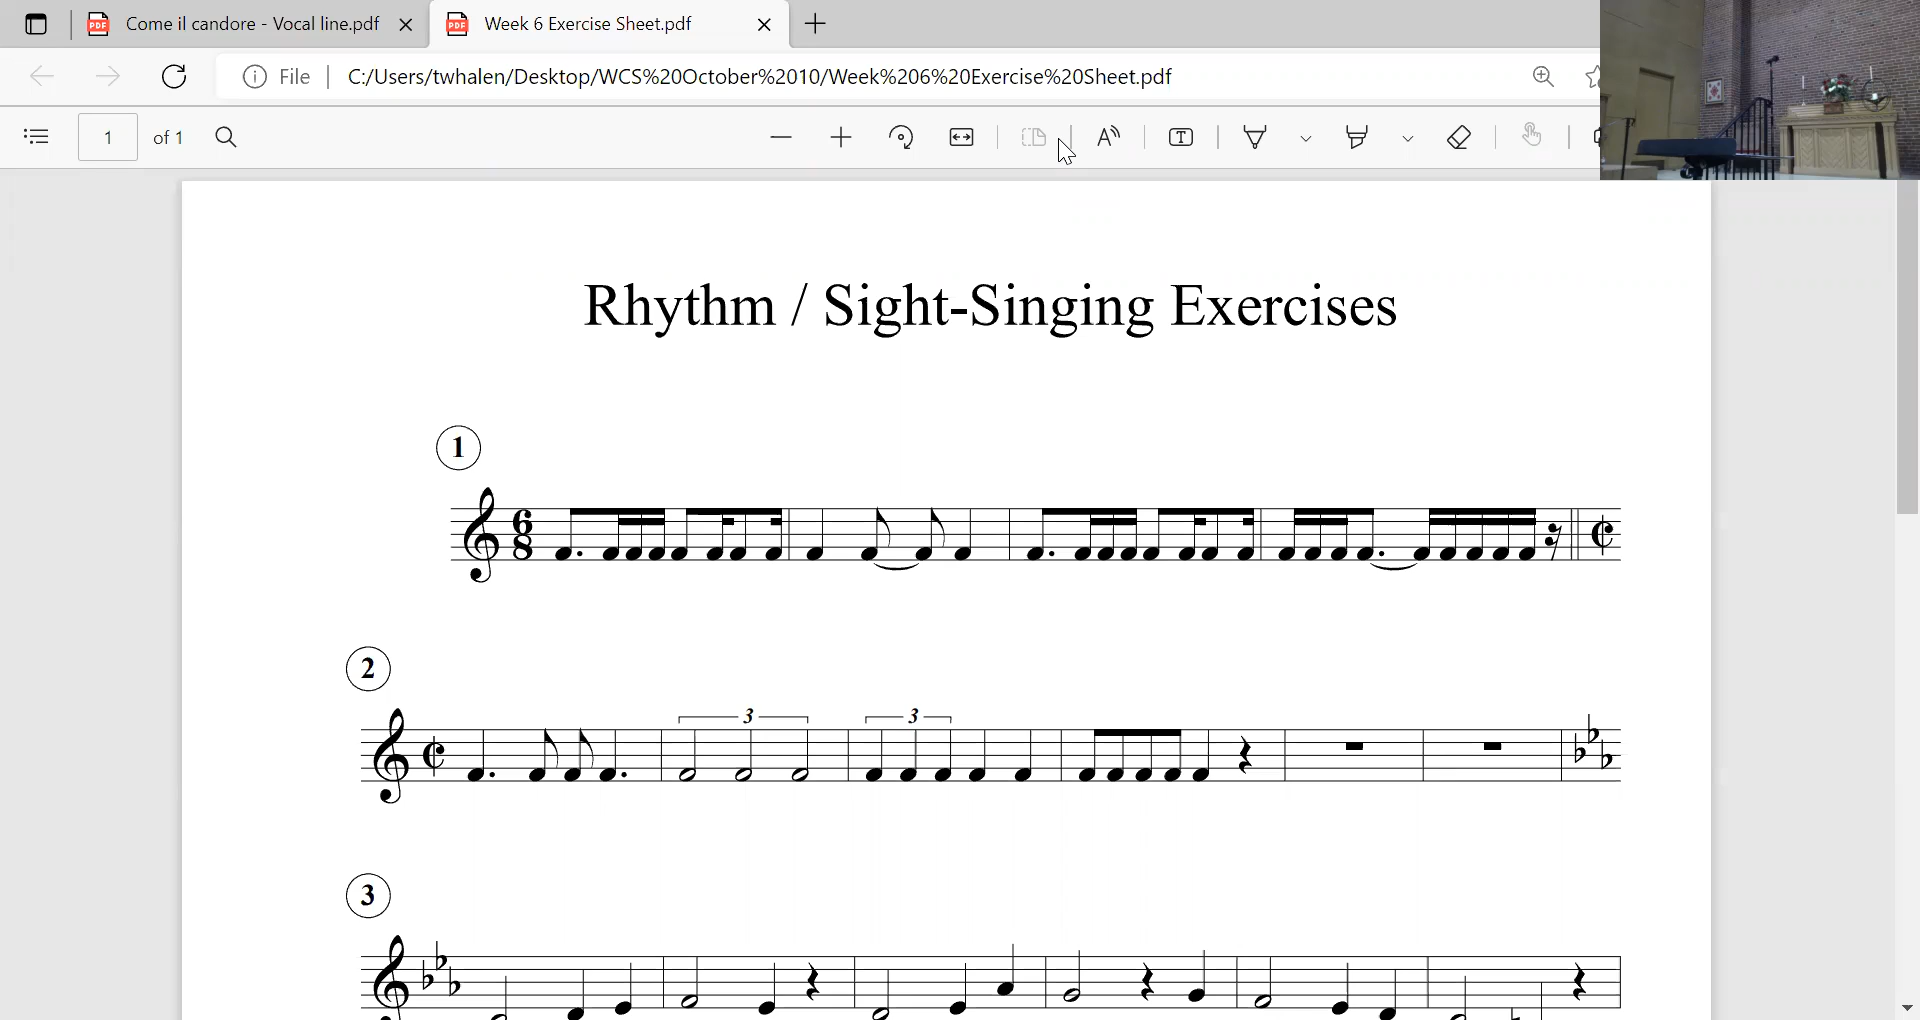 Come il candore - Vocal line.pdf
Week 6 Exercise Sheet.pdf
File
C:/Users/twhalen/Desktop/WCS%20October%2010/Week%206%20Exercise%20Sheet.pdf
1 of 1
Rhythm / Sight-Singing Exercises
1
6
8
2
3
3
3